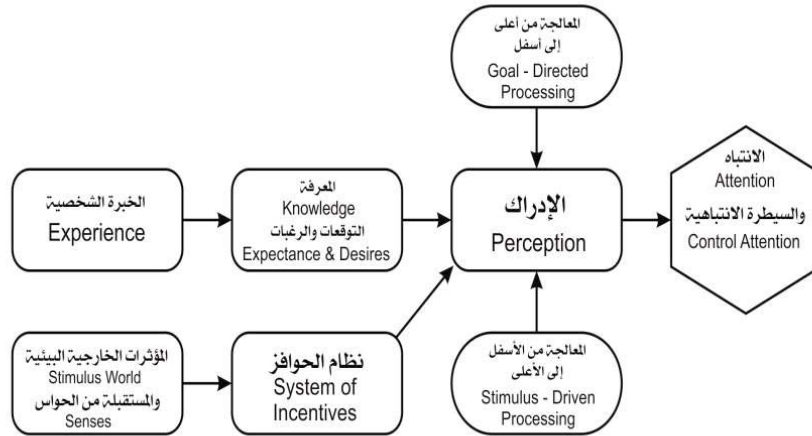 المعالجة من أعلى
إلى أسفل
Goal - Directed
Processing
الخبرة الشخصية
Experience
المعرفة
Knowledge
التوقعات والرغبات
Expectance & Desires
الإدراك
Perception
الانتباه
Attention
والسيطرة الانتباهية
Control Attention
المؤثرات الخارجية البيئية
Stimulus World
والمستقبلة من الحواس
Senses
نظام الحوافز
System of
Incentives
المعالجة من الأسفل
إلى الأعلى
Stimulus - Driven
Processing